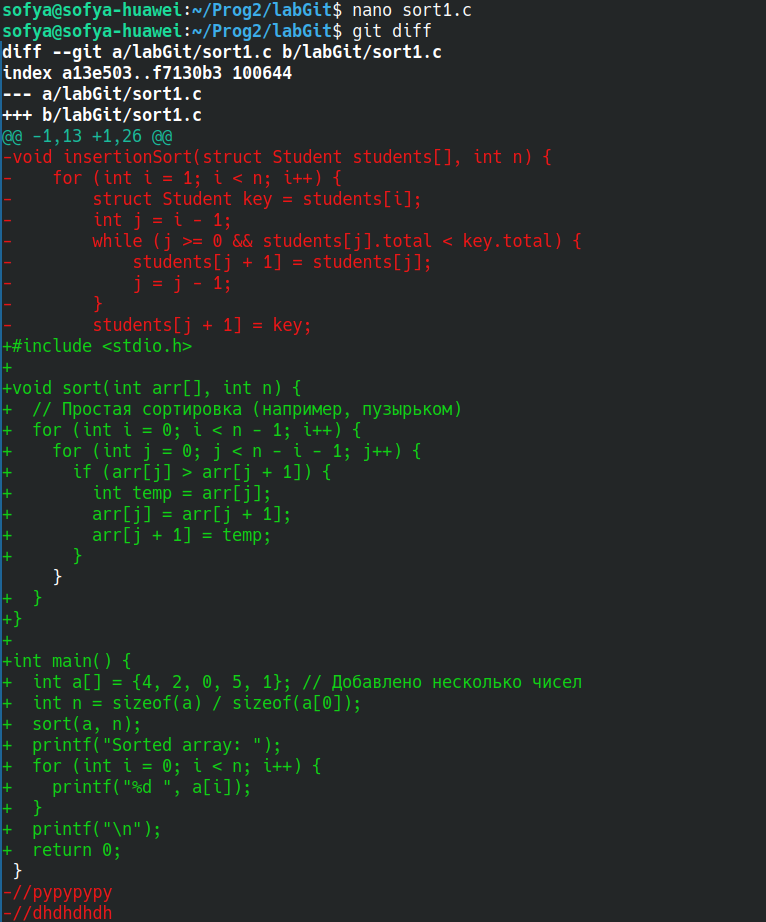 sofya@sofya-huawei:~/Prog2/labGit$ nano sort1.c
sofya@sofya-huawei:~/Prog2/labGit$ git diff
diff --git a/labGit/sort1.c b/labGit/sort1.c
index a13e503..f7130b3 100644
--- a/labGit/sort1.c
+++ b/labGit/sort1.c
@@ -1,13 +1,26 @@
-void insertionSort(struct Student students[], int n) {
-    for (int i = 1; i < n; i++) {
-        struct Student key = students[i];
-        int j = i - 1;
-        while (j >= 0 && students[j].total < key.total) {
-            students[j + 1] = students[j];
-            j = j - 1;
-        }
-        students[j + 1] = key;
+#include <stdio.h>
+
+void sort(int arr[], int n) {
+  // Простая сортировка (например, пузырьком)
+  for (int i = 0; i < n - 1; i++) {
+    for (int j = 0; j < n - i - 1; j++) {
+      if (arr[j] > arr[j + 1]) {
+        int temp = arr[j];
+        arr[j] = arr[j + 1];
+        arr[j + 1] = temp;
+      }
     }
+  }
+}
+
+int main() {
+  int a[] = {4, 2, 0, 5, 1}; // Добавлено несколько чисел
+  int n = sizeof(a) / sizeof(a[0]);
+  sort(a, n);
+  printf("Sorted array: ");
+  for (int i = 0; i < n; i++) {
+    printf("%d ", a[i]);
+  }
+  printf("\n");
+  return 0;
 }
-//pypypypy
-//dhdhdhdh